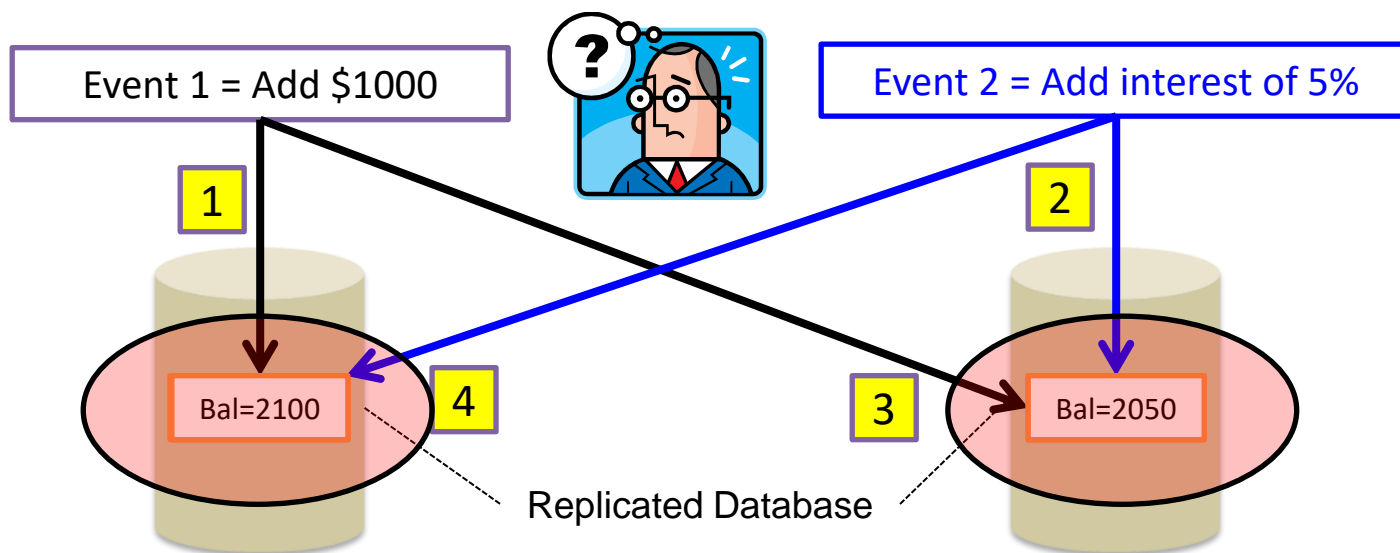 ?
Event 1 = Add $1000
Event 2 = Add interest of 5%
1
2
Bal=2100
4
3
Bal=2050
Replicated Database